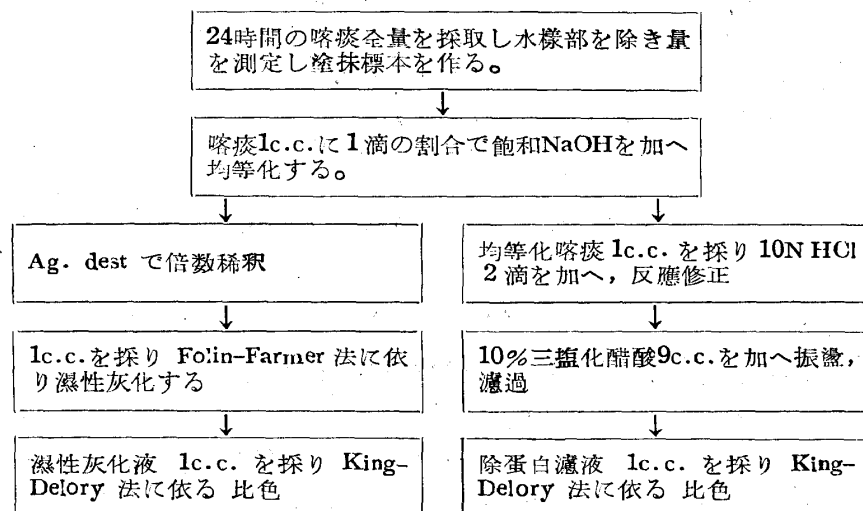 24時間の喀痰全量を採取し水様部を除き量
を測定し塗抹標本を作る。
喀痰1c.c.に1滴の割合で飽和NaOHを加へ
均等化する。
Ag. dest で倍数稀釈
1c.c.を採り Folin-Farmer 法に依
り濕性灰化する
濕性灰化液 1c.c. を採り King-
Delory 法に依る 比色
均等化喀痰1c.c. を採り 10N HCl
2滴を加へ，反應修正
10%三塩化醋酸9c.c.を加へ振盪，
濾過
除蛋白濾液 1c.c. を採り King-
Delory 法に依る 比色